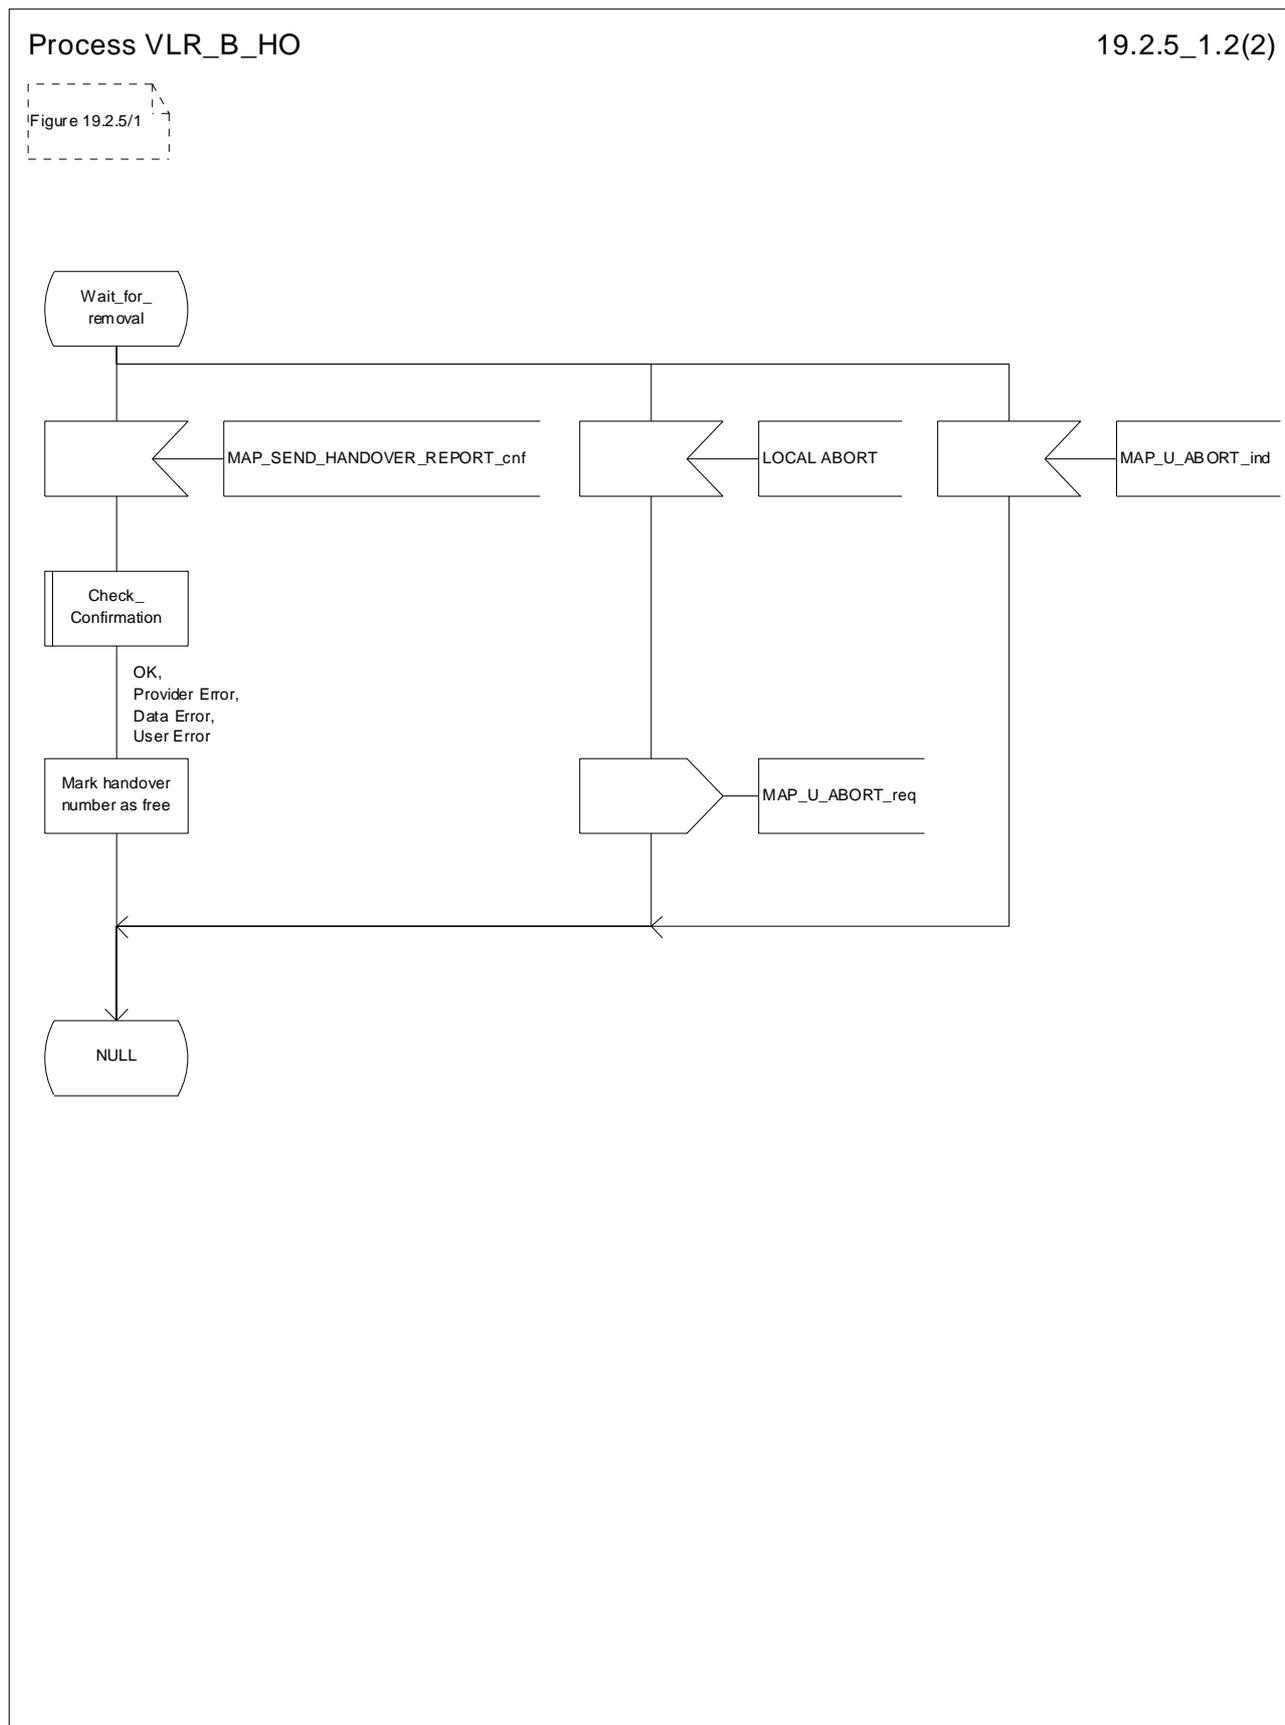 Process VLR_B_HO
19.2.5_1.2(2)
Figure 19.2.5/1
Wait_for_
removal
MAP_SEND_HANDOVER_REPORT_cnf
LOCAL ABORT
MAP_U_ABORT_ind
Check_
Confirmation
OK,
Provider Error,
Data Error,
User Error
Mark handover
number as free
MAP_U_ABORT_req
NULL